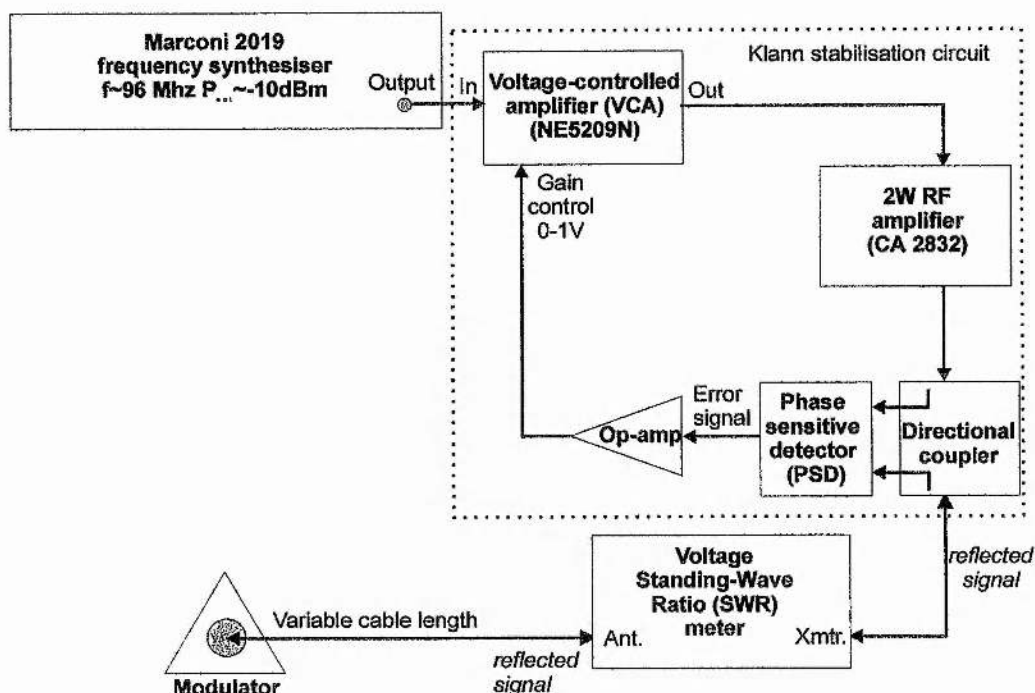 Marconi 2019
frequency synthesiser
f~96 Mhz P ~-10dBm
Output
In
Voltage-controlled
amplifier (VCA)
(NE5209N)
Out
Klann stabilisation circuit
Gain
control
0-1V
2W RF
amplifier
(CA 2832)
Error
signal
Op-amp
Phase
sensitive
detector
(PSD)
Directional
coupler
reflected
signal
Voltage
Standing-Wave
Ratio (SWR)
meter
Ant.
Xmtr.
Variable cable length
reflected
signal
Modulator